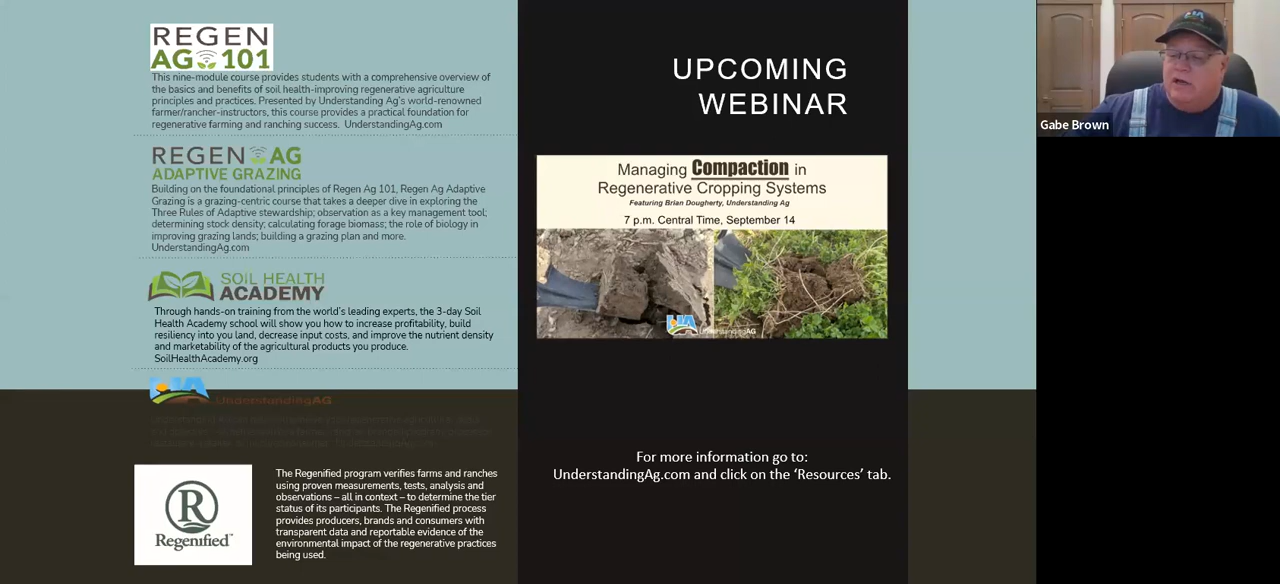 REGEN
AG 101
This nine-module course provides students with a comprehensive overview of
the basics and benefits of soil health-improving regenerative agriculture
principles and practices. Presented by Understanding Ag's world-renowned
farmer/rancher-instructors, this course provides a practical foundation for
regenerative farming and ranching success. UnderstandingAg.com
REGEN AG
ADAPTIVE GRAZING
Building on the foundational principles of Regen Ag 101, Regen Ag Adaptive
Grazing is a grazing-centric course that takes a deeper dive in exploring the
Three Rules of Adaptive stewardship; observation as a key management tool;
determining stock density; calculating forage biomass; the role of biology in
improving grazing lands; building a grazing plan and more.
UnderstandingAg.com
SOIL HEALTH
ACADEMY
Through hands-on training from the world's leading experts, the 3-day Soil
Health Academy school will show you how to increase profitability, build
resiliency into you land, decrease input costs, and improve the nutrient density
and marketability of the agricultural products you produce.
SoilHealthAcademy.org
UA
UnderstandingAG
R
Regenified™
The Regenified program verifies farms and ranches
using proven measurements, tests, analysis and
observations – all in context – to determine the tier
status of its participants. The Regenified process
provides producers, brands and consumers with
transparent data and reportable evidence of the
environmental impact of the regenerative practices
being used.
UPCOMING
WEBINAR
Managing Compaction in
Regenerative Cropping Systems
Featuring Brian Dougherty, Understanding Ag
7 p.m. Central Time, September 14
UA UnderstandingAG
For more information go to:
UnderstandingAg.com and click on the 'Resources' tab.
Gabe Brown